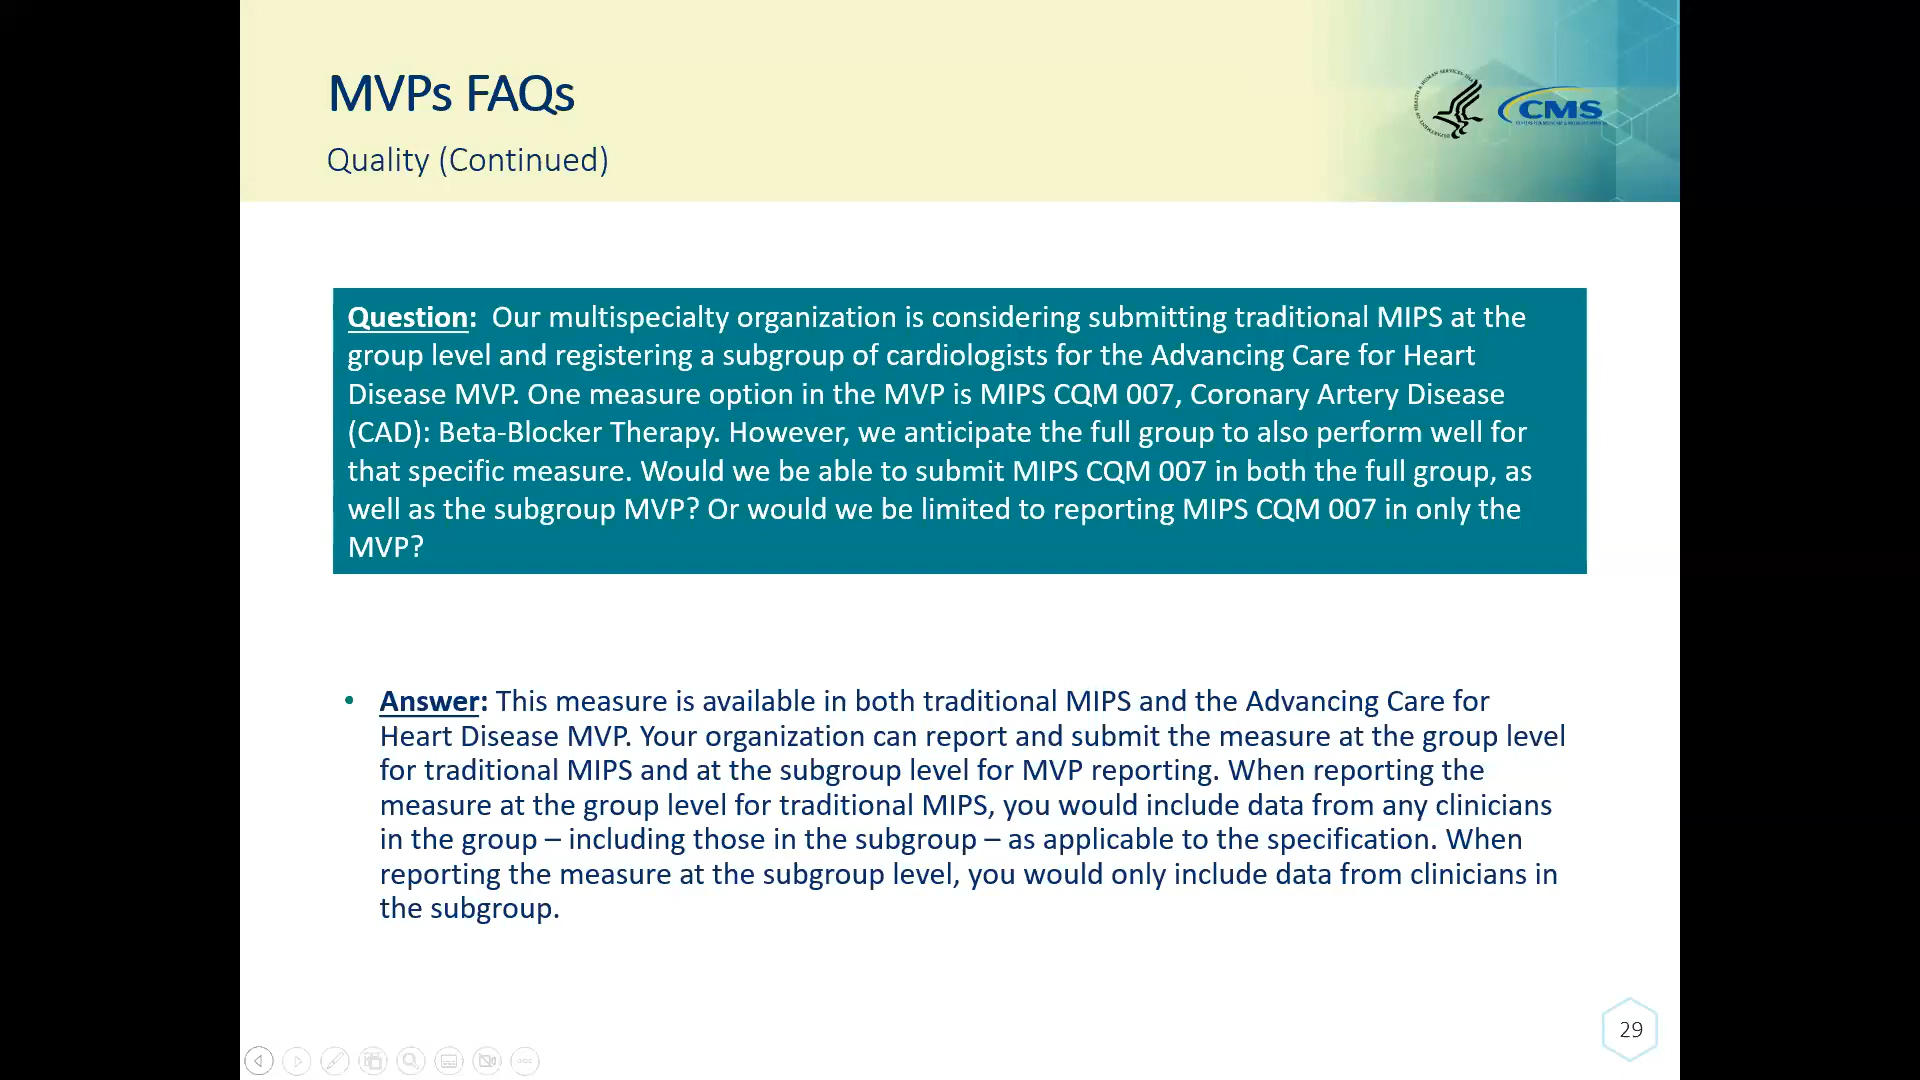 MVPs FAQs
Quality (Continued)
CMS
Question:  Our multispecialty organization is considering submitting traditional MIPS at the
group level and registering a subgroup of cardiologists for the Advancing Care for Heart
Disease MVP. One measure option in the MVP is MIPS CQM 007, Coronary Artery Disease
(CAD): Beta-Blocker Therapy. However, we anticipate the full group to also perform well for
that specific measure. Would we be able to submit MIPS CQM 007 in both the full group, as
well as the subgroup MVP? Or would we be limited to reporting MIPS CQM 007 in only the
MVP?
• Answer: This measure is available in both traditional MIPS and the Advancing Care for
Heart Disease MVP. Your organization can report and submit the measure at the group level
for traditional MIPS and at the subgroup level for MVP reporting. When reporting the
measure at the group level for traditional MIPS, you would include data from any clinicians
in the group – including those in the subgroup – as applicable to the specification. When
reporting the measure at the subgroup level, you would only include data from clinicians in
the subgroup.
29